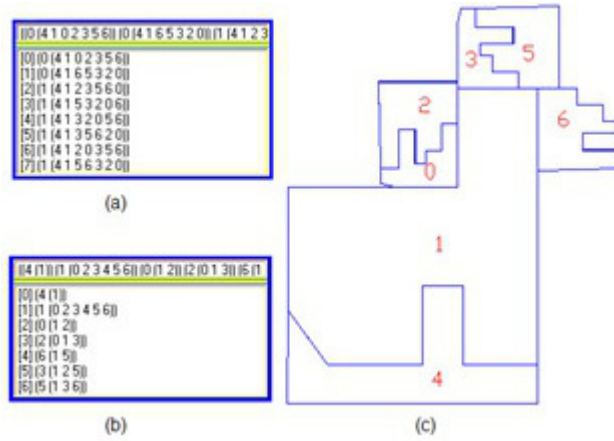 ((0 (4 1 0 2 3 5 6)) (0 (4 1 6 5 3 2 0)) (1 (4 1 2 3
[0] (0 (4 1 0 2 3 5 6))
[1] (0 (4 1 6 5 3 2 0))
[2] (1 (4 1 2 3 5 6 0))
[3] (1 (4 1 5 3 2 0 6))
[4] (1 (4 1 3 2 0 5 6))
[5] (1 (4 1 3 5 6 2 0))
[6] (1 (4 1 2 0 3 5 6))
[7] (1 (4 1 5 6 3 2 0))
(a)
((4 (1)) (1 (0 2 3 4 5 6)) (0 (1 2)) (2 (0 1 3)) (6 (1
[0] (4 (1))
[1] (1 (0 2 3 4 5 6))
[2] (0 (1 2))
[3] (2 (0 1 3))
[4] (6 (1 5))
[5] (3 (1 2 5))
[6] (5 (1 3 6))
(b)
3 5
2
6
0
1
4
(c)